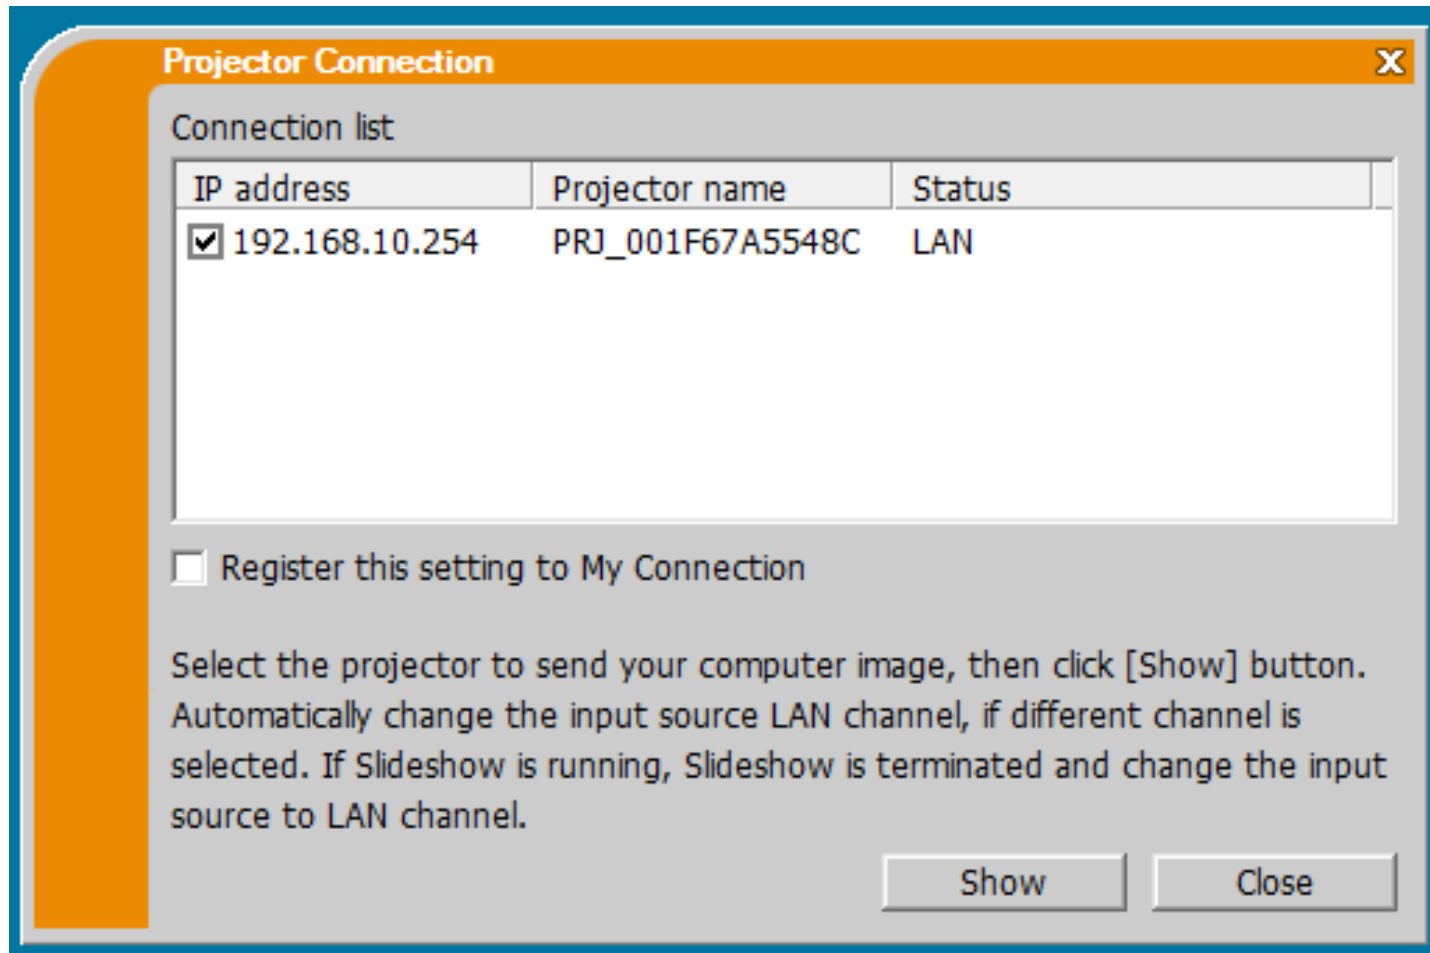 Projector Connection
Connection list
IP address Projector name Status
192.168.10.254 PRJ_001F67A5548C LAN
Register this setting to My Connection
Select the projector to send your computer image, then click [Show] button.
Automatically change the input source LAN channel, if different channel is
selected. If Slideshow is running, Slideshow is terminated and change the input
source to LAN channel.
Show Close